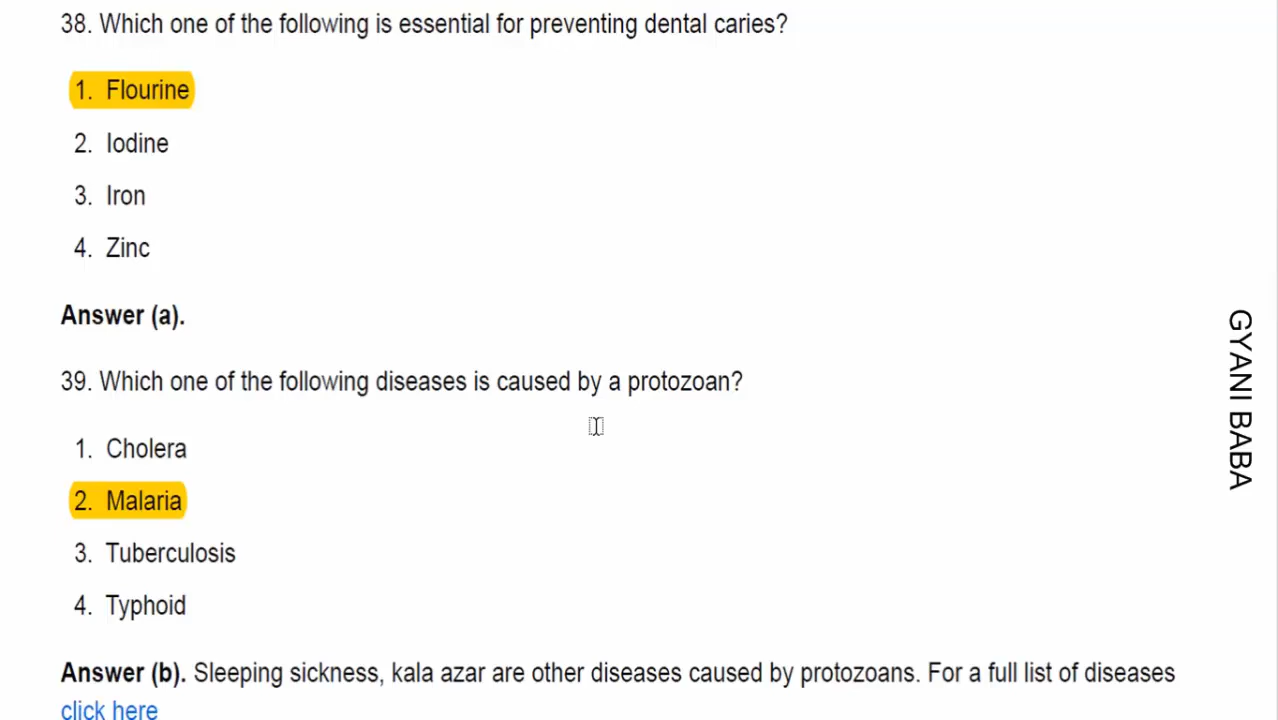 38. Which one of the following is essential for preventing dental caries?
1. Flourine
2. Iodine
3. Iron
4. Zinc
Answer (a).
39. Which one of the following diseases is caused by a protozoan?
1. Cholera
2. Malaria
3. Tuberculosis
4. Typhoid
Answer (b). Sleeping sickness, kala azar are other diseases caused by protozoans. For a full list of diseases
click here
GYANI BABA